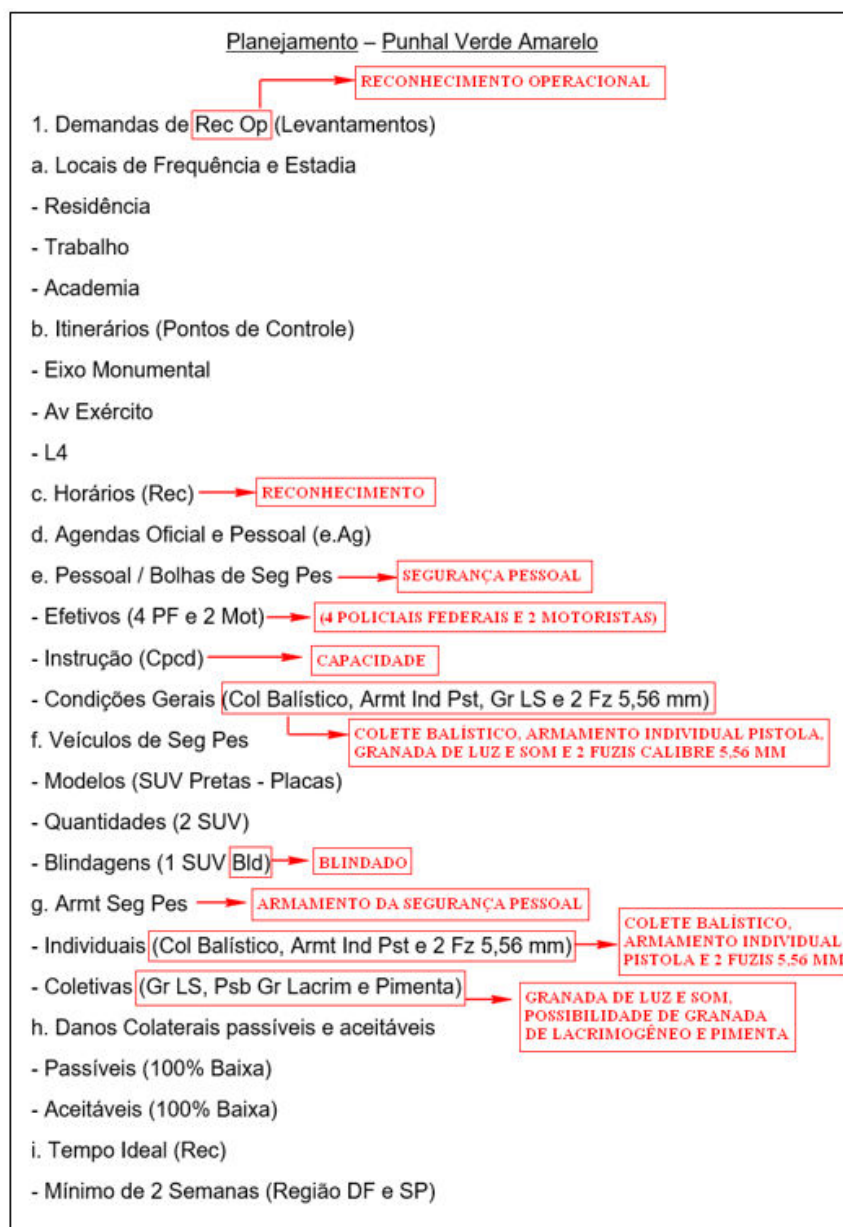 Planejamento – Punhal Verde Amarelo
RECONHECIMENTO OPERACIONAL
1. Demandas de Rec Op (Levantamentos)
a. Locais de Frequência e Estadia
- Residência
- Trabalho
- Academia
b. Itinerários (Pontos de Controle)
- Eixo Monumental
- Av Exército
- L4
c. Horários (Rec) RECONHECIMENTO
d. Agendas Oficial e Pessoal (e.Ag)
e. Pessoal / Bolhas de Seg Pes SEGURANÇA PESSOAL
- Efetivos (4 PF e 2 Mot) (4 POLICIAIS FEDERAIS E 2 MOTORISTAS)
- Instrução (Cpcd) CAPACIDADE
- Condições Gerais (Col Balístico, Armt Ind Pst, Gr LS e 2 Fz 5,56 mm)
COLETE BALÍSTICO, ARMAMENTO INDIVIDUAL PISTOLA,
GRANADA DE LUZ E SOM E 2 FUZIS CALIBRE 5,56 MM
f. Veículos de Seg Pes
- Modelos (SUV Pretas - Placas)
- Quantidades (2 SUV)
- Blindagens (1 SUV Bld) BLINDADO
g. Armt Seg Pes ARMAMENTO DA SEGURANÇA PESSOAL
- Individuais (Col Balístico, Armt Ind Pst e 2 Fz 5,56 mm)
COLETE BALÍSTICO,
ARMAMENTO INDIVIDUAL
PISTOLA E 2 FUZIS 5,56 MM
- Coletivas (Gr LS, Psb Gr Lacrim e Pimenta)
GRANADA DE LUZ E SOM,
POSSIBILIDADE DE GRANADA
DE LACRIMOGÊNEO E PIMENTA
h. Danos Colaterais passíveis e aceitáveis
- Passíveis (100% Baixa)
- Aceitáveis (100% Baixa)
i. Tempo Ideal (Rec)
- Mínimo de 2 Semanas (Região DF e SP)